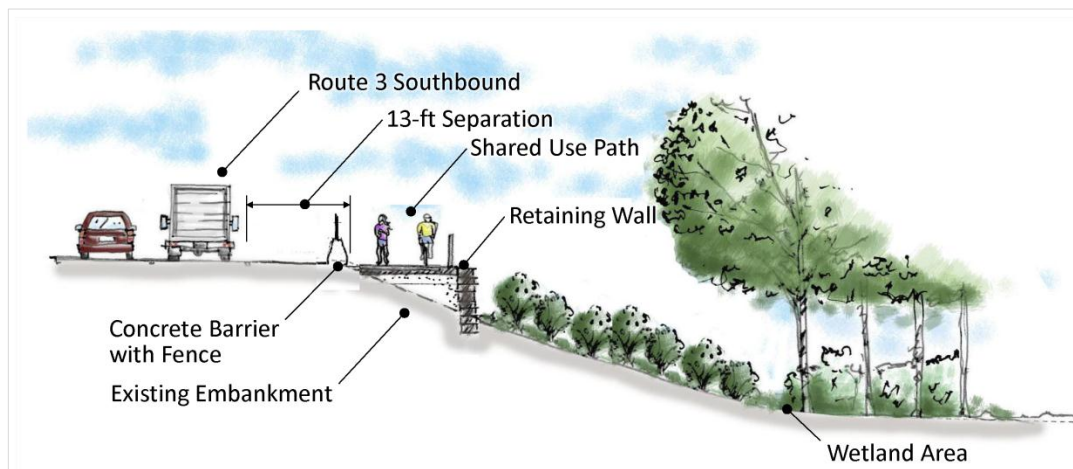 Route 3 Southbound
13-ft Separation
Shared Use Path
Retaining Wall
Concrete Barrier
with Fence
Existing Embankment
Wetland Area